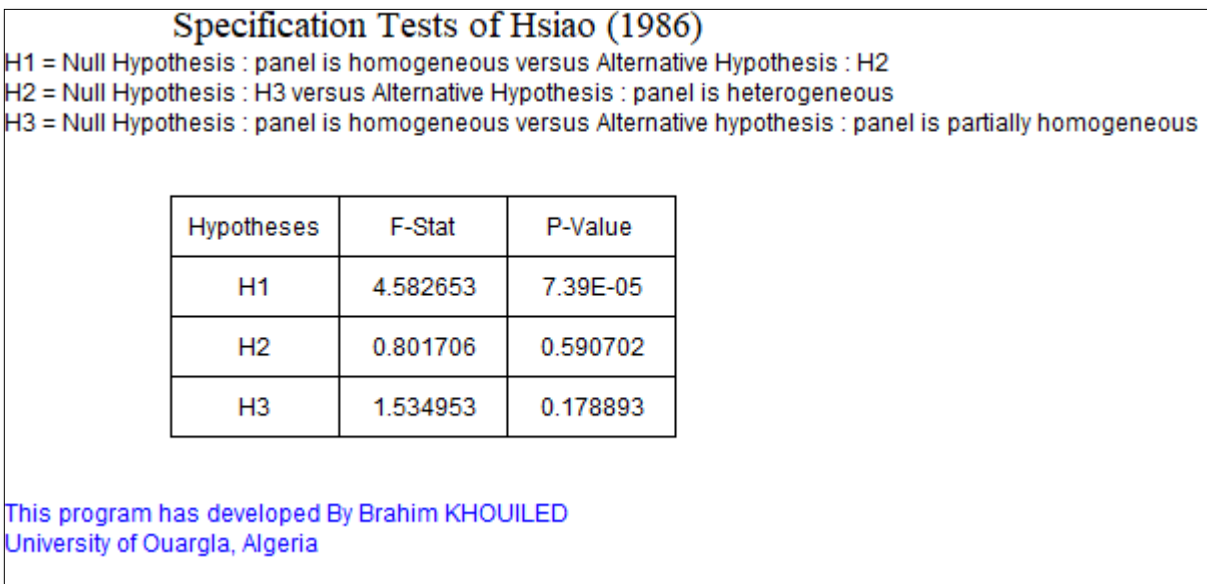 Specification Tests of Hsiao (1986)
H1 = Null Hypothesis : panel is homogeneous versus Alternative Hypothesis : H2
H2 = Null Hypothesis : H3 versus Alternative Hypothesis : panel is heterogeneous
H3 = Null Hypothesis : panel is homogeneous versus Alternative hypothesis : panel is partially homogeneous
Hypotheses F-Stat P-Value
H1 4.582653 7.39E-05
H2 0.801706 0.590702
H3 1.534953 0.178893
This program has developed By Brahim KHOUILED
University of Ouargla, Algeria